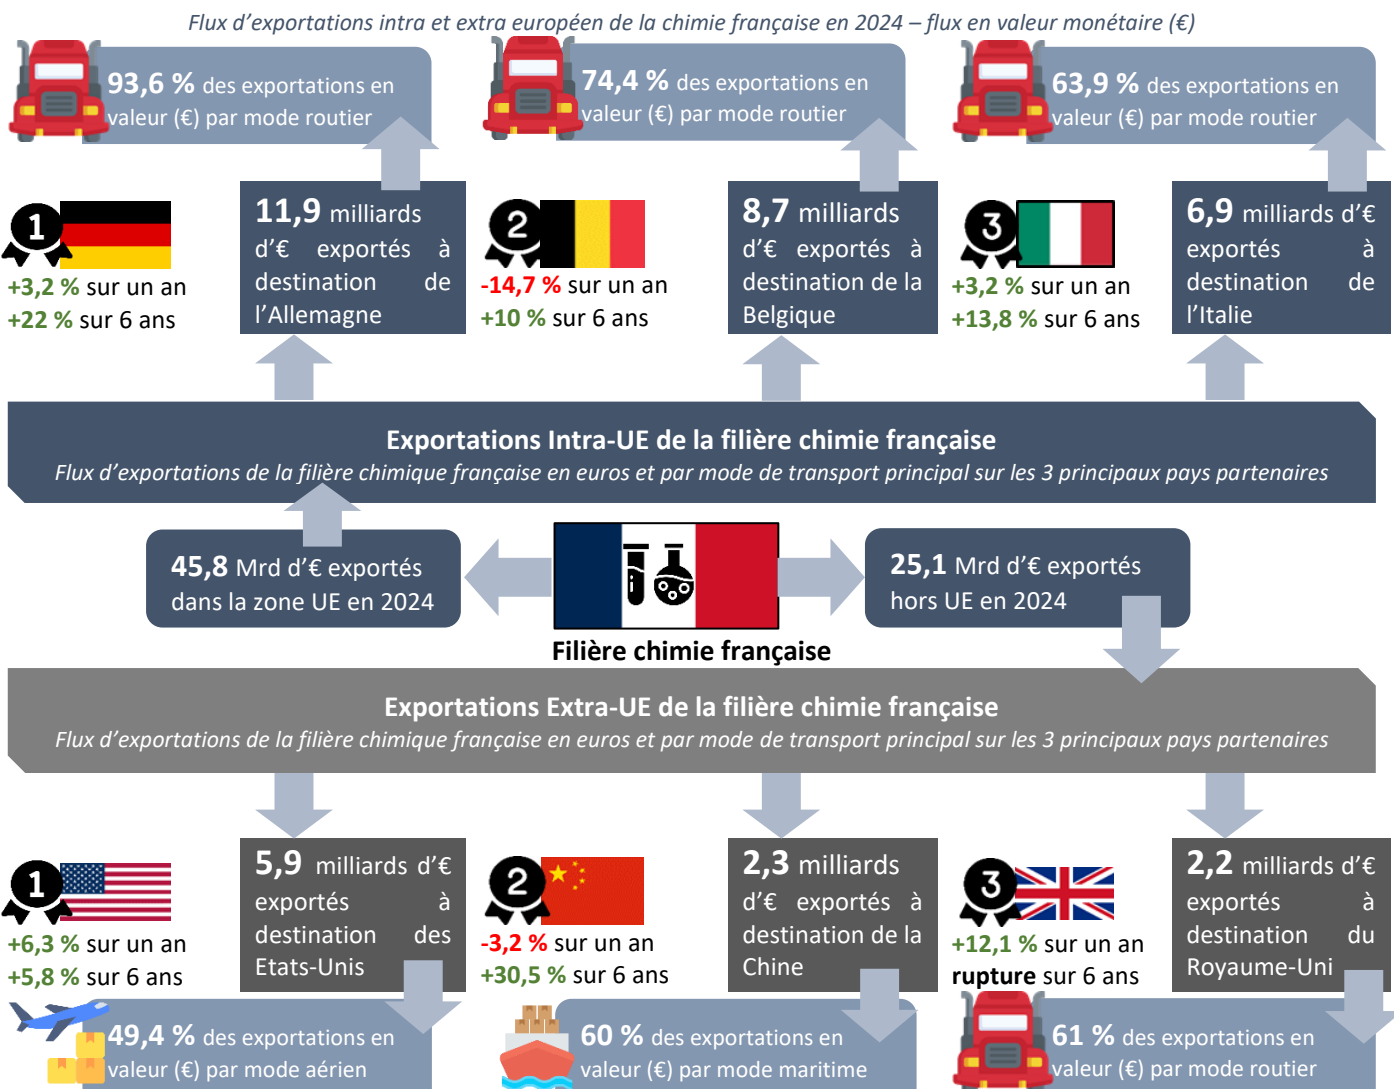 Flux d'exportations intra et extra européen de la chimie française en 2024 – flux en valeur monétaire (€)
93,6 % des exportations en
valeur (€) par mode routier
74,4 % des exportations en
valeur (€) par mode routier
63,9 % des exportations en
valeur (€) par mode routier
1
+3,2 % sur un an
+22 % sur 6 ans
11,9 milliards
d'€ exportés à
destination de
l'Allemagne
2
-14,7 % sur un an
+10 % sur 6 ans
8,7 milliards
d'€ exportés à
destination de la
Belgique
3
+3,2 % sur un an
+13,8 % sur 6 ans
6,9 milliards d'€
exportés à
destination de
l'Italie
Exportations Intra-UE de la filière chimie française
Flux d'exportations de la filière chimique française en euros et par mode de transport principal sur les 3 principaux pays partenaires
45,8 Mrd d'€ exportés
dans la zone UE en 2024
Filière chimie française
25,1 Mrd d'€ exportés
hors UE en 2024
Exportations Extra-UE de la filière chimie française
Flux d'exportations de la filière chimique française en euros et par mode de transport principal sur les 3 principaux pays partenaires
1
+6,3 % sur un an
+5,8 % sur 6 ans
5,9 milliards d'€
exportés à
destination des
Etats-Unis
2
-3,2 % sur un an
+30,5 % sur 6 ans
2,3 milliards
d'€ exportés à
destination de la
Chine
3
+12,1 % sur un an
rupture sur 6 ans
2,2 milliards d'€
exportés à
destination du
Royaume-Uni
49,4 % des exportations en
valeur (€) par mode aérien
60 % des exportations en
valeur (€) par mode maritime
61 % des exportations en
valeur (€) par mode routier